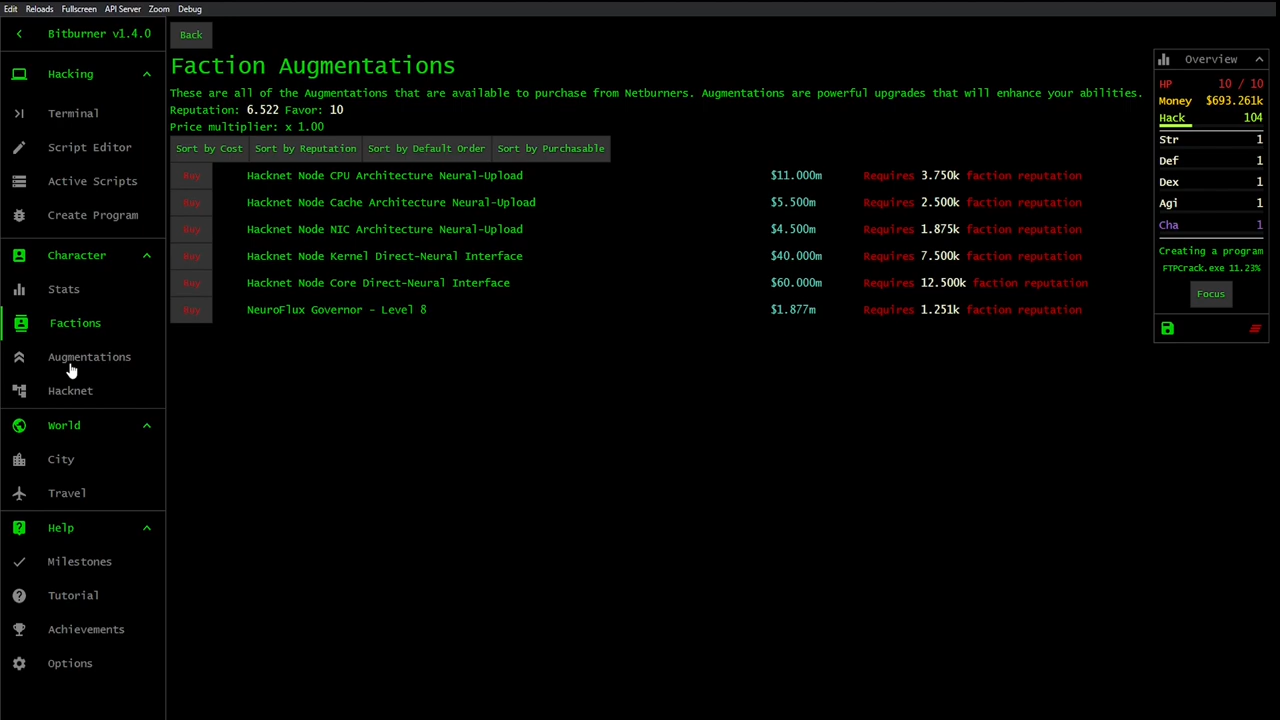 Edit Reloads Fullscreen API Server Zoom Debug
Bitburner v1.4.0
Hacking
Terminal
Script Editor
Active Scripts
Create Program
Character
Stats
Factions
Augmentations
Hacknet
World
City
Travel
Help
Milestones
Tutorial
Achievements
Options
Back
Faction Augmentations
These are all of the Augmentations that are available to purchase from Netburners. Augmentations are powerful upgrades that will enhance your abilities.
Reputation: 6.522 Favor: 10
Price multiplier: x 1.00
Sort by Cost Sort by Reputation Sort by Default Order Sort by Purchasable
Buy Hacknet Node CPU Architecture Neural-Upload $11.000m Requires 3.750k faction reputation
Buy Hacknet Node Cache Architecture Neural-Upload $5.500m Requires 2.500k faction reputation
Buy Hacknet Node NIC Architecture Neural-Upload $4.500m Requires 1.875k faction reputation
Buy Hacknet Node Kernel Direct-Neural Interface $40.000m Requires 7.500k faction reputation
Buy Hacknet Node Core Direct-Neural Interface $60.000m Requires 12.500k faction reputation
Buy NeuroFlux Governor - Level 8 $1.877m Requires 1.251k faction reputation
Overview
HP 10 / 10
Money $693.261k
Hack 104
Str 1
Def 1
Dex 1
Agi 1
Cha 1
Creating a program
FTPCrack.exe 11.23%
Focus